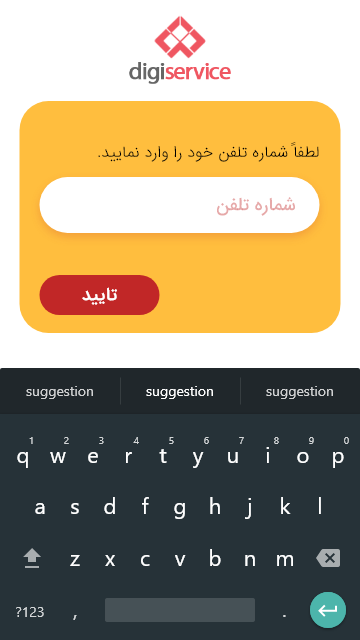 digiservice
لطفاً شماره تلفن خود را وارد نمایید.
شماره تلفن
تایید
suggestion suggestion suggestion
1 2 3 4 5 6 7 8 9 0
q w e r t y u i o p
a s d f g h j k l
z x c v b n m
?123 , .